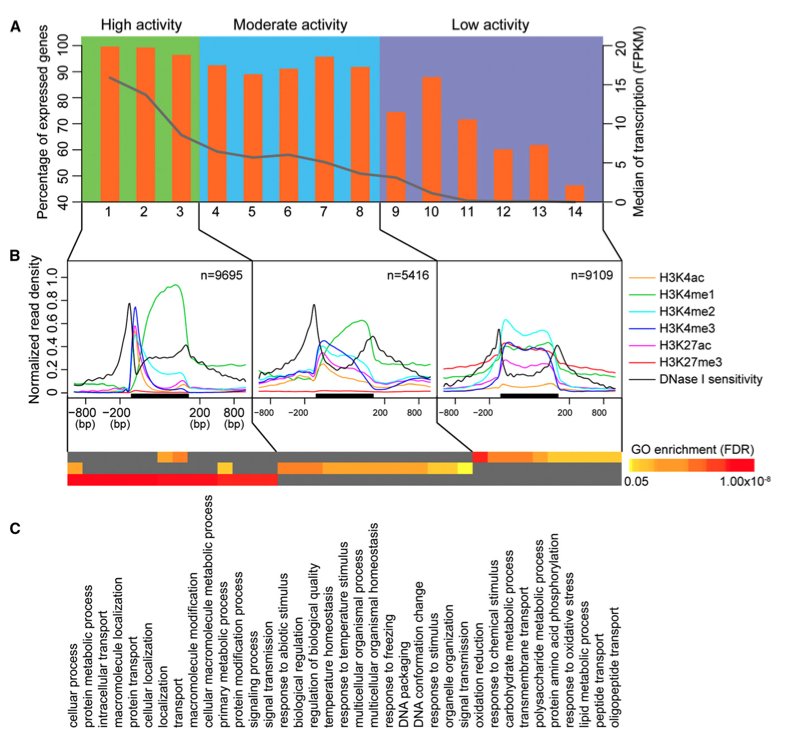 A
High activity Moderate activity Low activity
Percentage of expressed genes
100
90
80
70
60
50
40
20
15
10
5
0
Median of transcription (FPKM)
1 2 3 4 5 6 7 8 9 10 11 12 13 14
B
Normalized read density
1.0
0.8
0.6
0.4
0.2
0
n=9695
n=5416
n=9109
−800 −200 200 800
(bp) (bp) (bp) (bp)
−800 −200 200 800
−800 −200 200 800
H3K4ac
H3K4me1
H3K4me2
H3K4me3
H3K27ac
H3K27me3
DNase I sensitivity
GO enrichment (FDR)
0.05 1.00x10⁻⁸
C
celluar process
protein metabolic process
intracellular transport
macromolecule localization
protein transport
cellular localization
localization
transport
macromolecule modification
cellular macromolecule metabolic process
primary metabolic process
protein modification process
signaling process
signal transmission
response to abiotic stimulus
biological regulation
regulation of biological quality
temperature homeostasis
response to temperature stimulus
multicellular organismal process
multicellular organismal homeostasis
response to freezing
DNA packaging
DNA conformation change
response to stimulus
organelle organization
signal transmission
oxidation reduction
response to chemical stimulus
carbohydrate metabolic process
transmembrane transport
polysaccharide metabolic process
protein amino acid phosphorylation
response to oxidative stress
lipid metabolic process
peptide transport
oligopeptide transport